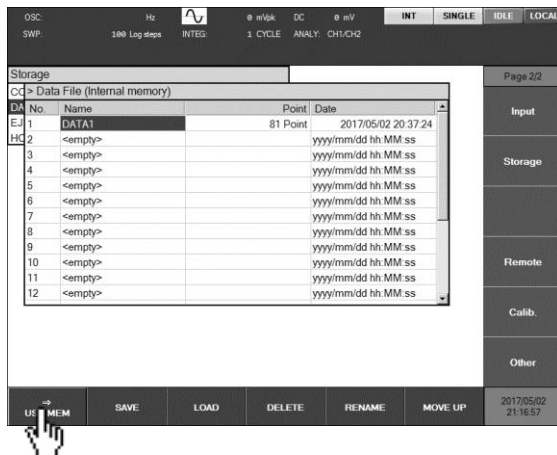 OSC: Hz 0 mVpk DC 0 mV INT SINGLE IDLE LOCAL
SWP: 100 Log steps INTEG: 1 CYCLE ANALY: CH1/CH2
Storage Page 2/2
> Data File (Internal memory)
No. Name Point Date
1 DATA1 81 Point 2017/05/02 20:37:24
2 <empty> yyyy/mm/dd hh:MM:ss
3 <empty> yyyy/mm/dd hh:MM:ss
4 <empty> yyyy/mm/dd hh:MM:ss
5 <empty> yyyy/mm/dd hh:MM:ss
6 <empty> yyyy/mm/dd hh:MM:ss
7 <empty> yyyy/mm/dd hh:MM:ss
8 <empty> yyyy/mm/dd hh:MM:ss
9 <empty> yyyy/mm/dd hh:MM:ss
10 <empty> yyyy/mm/dd hh:MM:ss
11 <empty> yyyy/mm/dd hh:MM:ss
12 <empty> yyyy/mm/dd hh:MM:ss
Input
Storage
Remote
Calib.
Other
⇒
MEM SAVE LOAD DELETE RENAME MOVE UP
2017/05/02
21:16:57